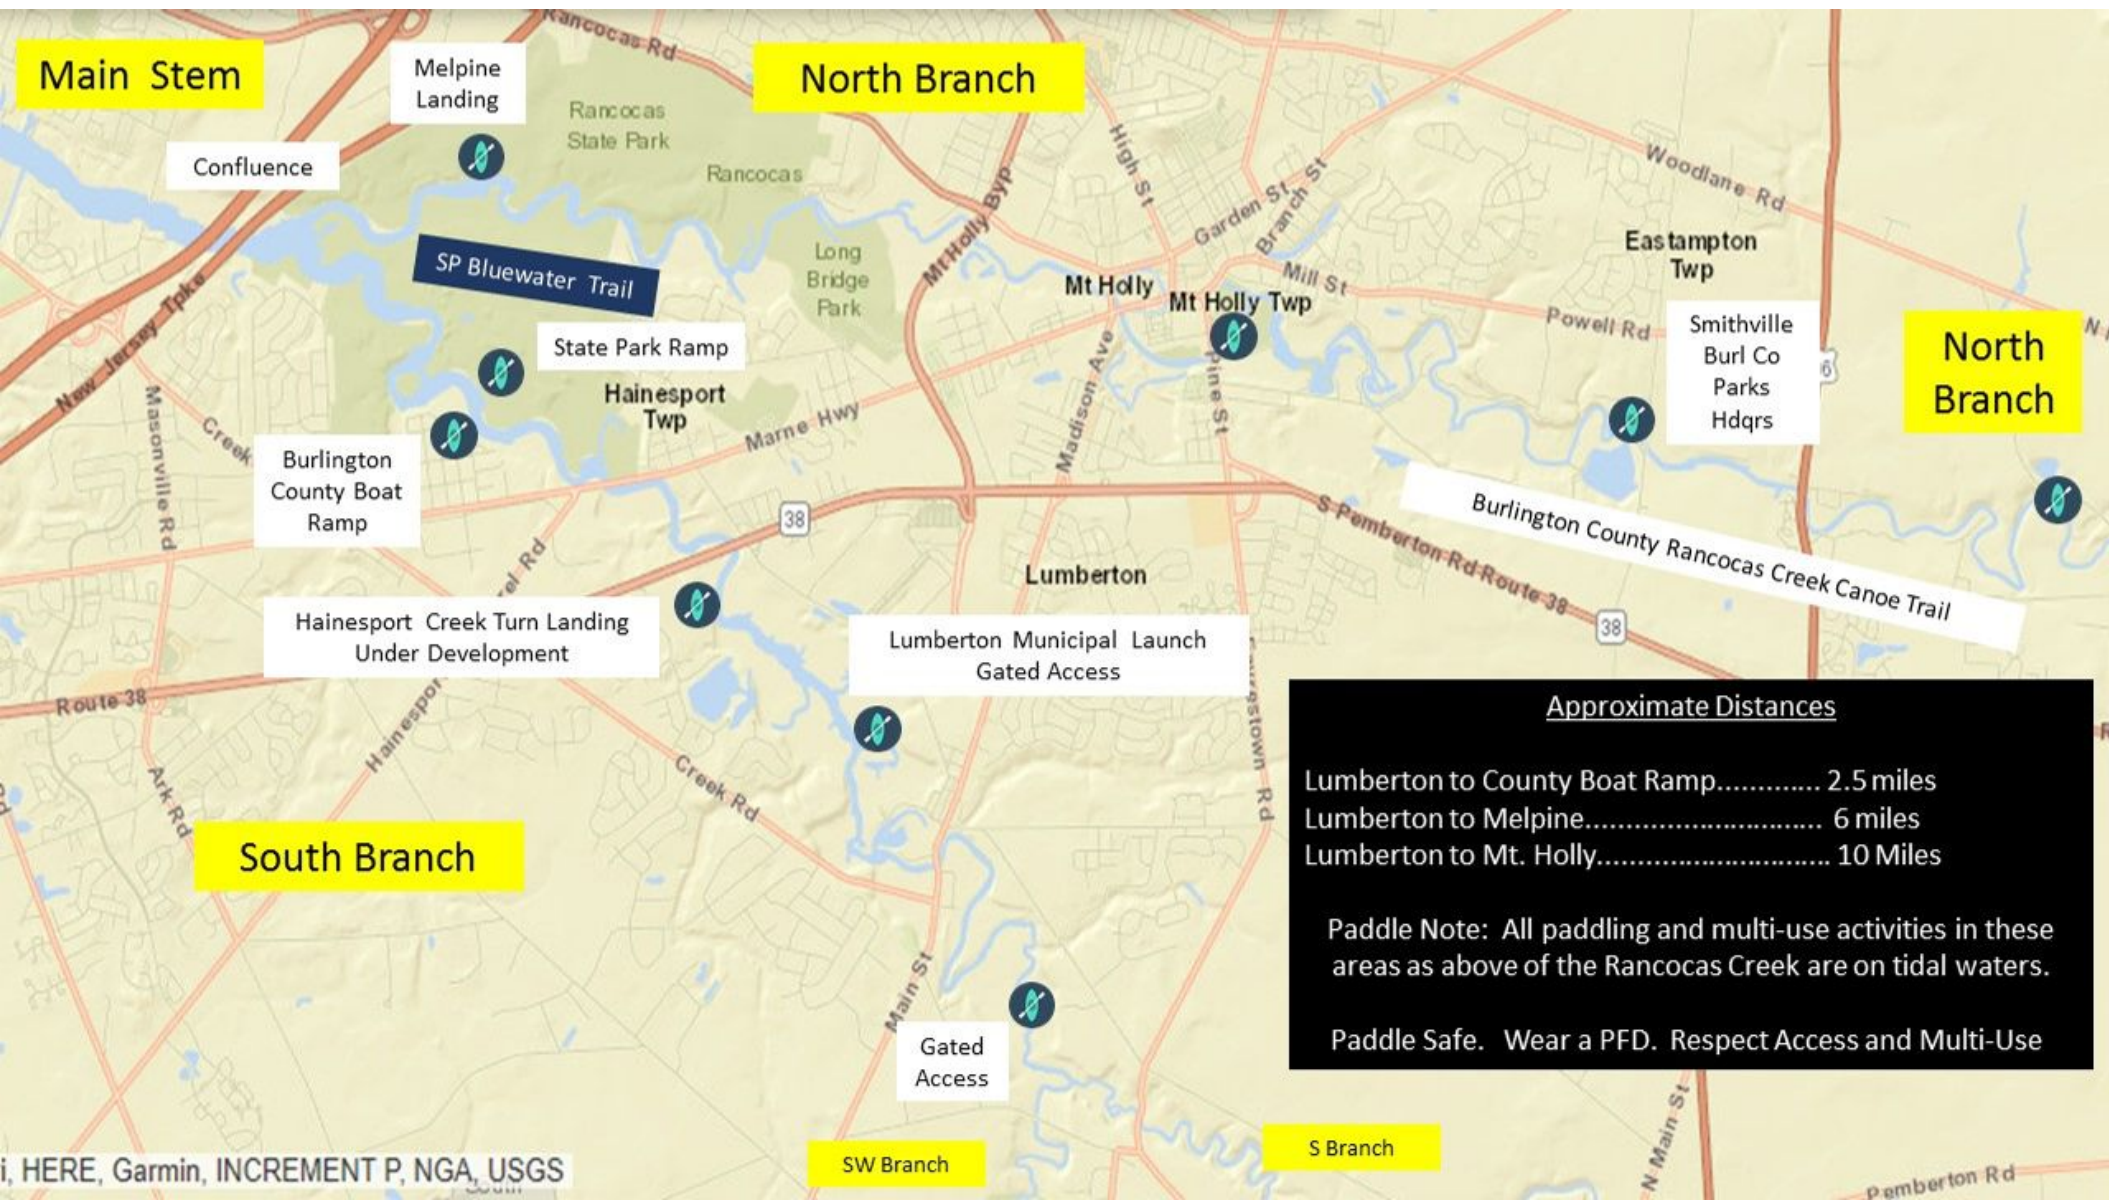 Rancocas Rd
Main Stem
Melpine
Landing
North Branch
Rancocas
State Park
Confluence
Rancocas
High St
Woodlane Rd
Garden St
Branch St
Mt Holly Byp
Long
Bridge
Park
SP Bluewater Trail
Eastampton
Twp
Mt Holly
Mill St
Mt Holly Twp
Powell Rd
Smithville
Burl Co
Parks
Hdqrs
North
Branch
New Jersey Tpke
State Park Ramp
Hainesport
Twp
Madison Ave
Pine St
Masonville Rd
Creek
Marne Hwy
Burlington
County Boat
Ramp
38
S Pemberton Rd Route 38
Burlington County Rancocas Creek Canoe Trail
Lumberton
Hainesport Creek Turn Landing
Under Development
Lumberton Municipal Launch
Gated Access
38
Route 38
Ark Rd
Creek Rd
South Branch
Approximate Distances
Lumberton to County Boat Ramp............. 2.5 miles
Lumberton to Melpine............................. 6 miles
Lumberton to Mt. Holly............................. 10 Miles
Paddle Note: All paddling and multi-use activities in these
areas as above of the Rancocas Creek are on tidal waters.
Paddle Safe. Wear a PFD. Respect Access and Multi-Use
Main St
Gated
Access
SW Branch
S Branch
N Main St
Pemberton Rd
i, HERE, Garmin, INCREMENT P, NGA, USGS